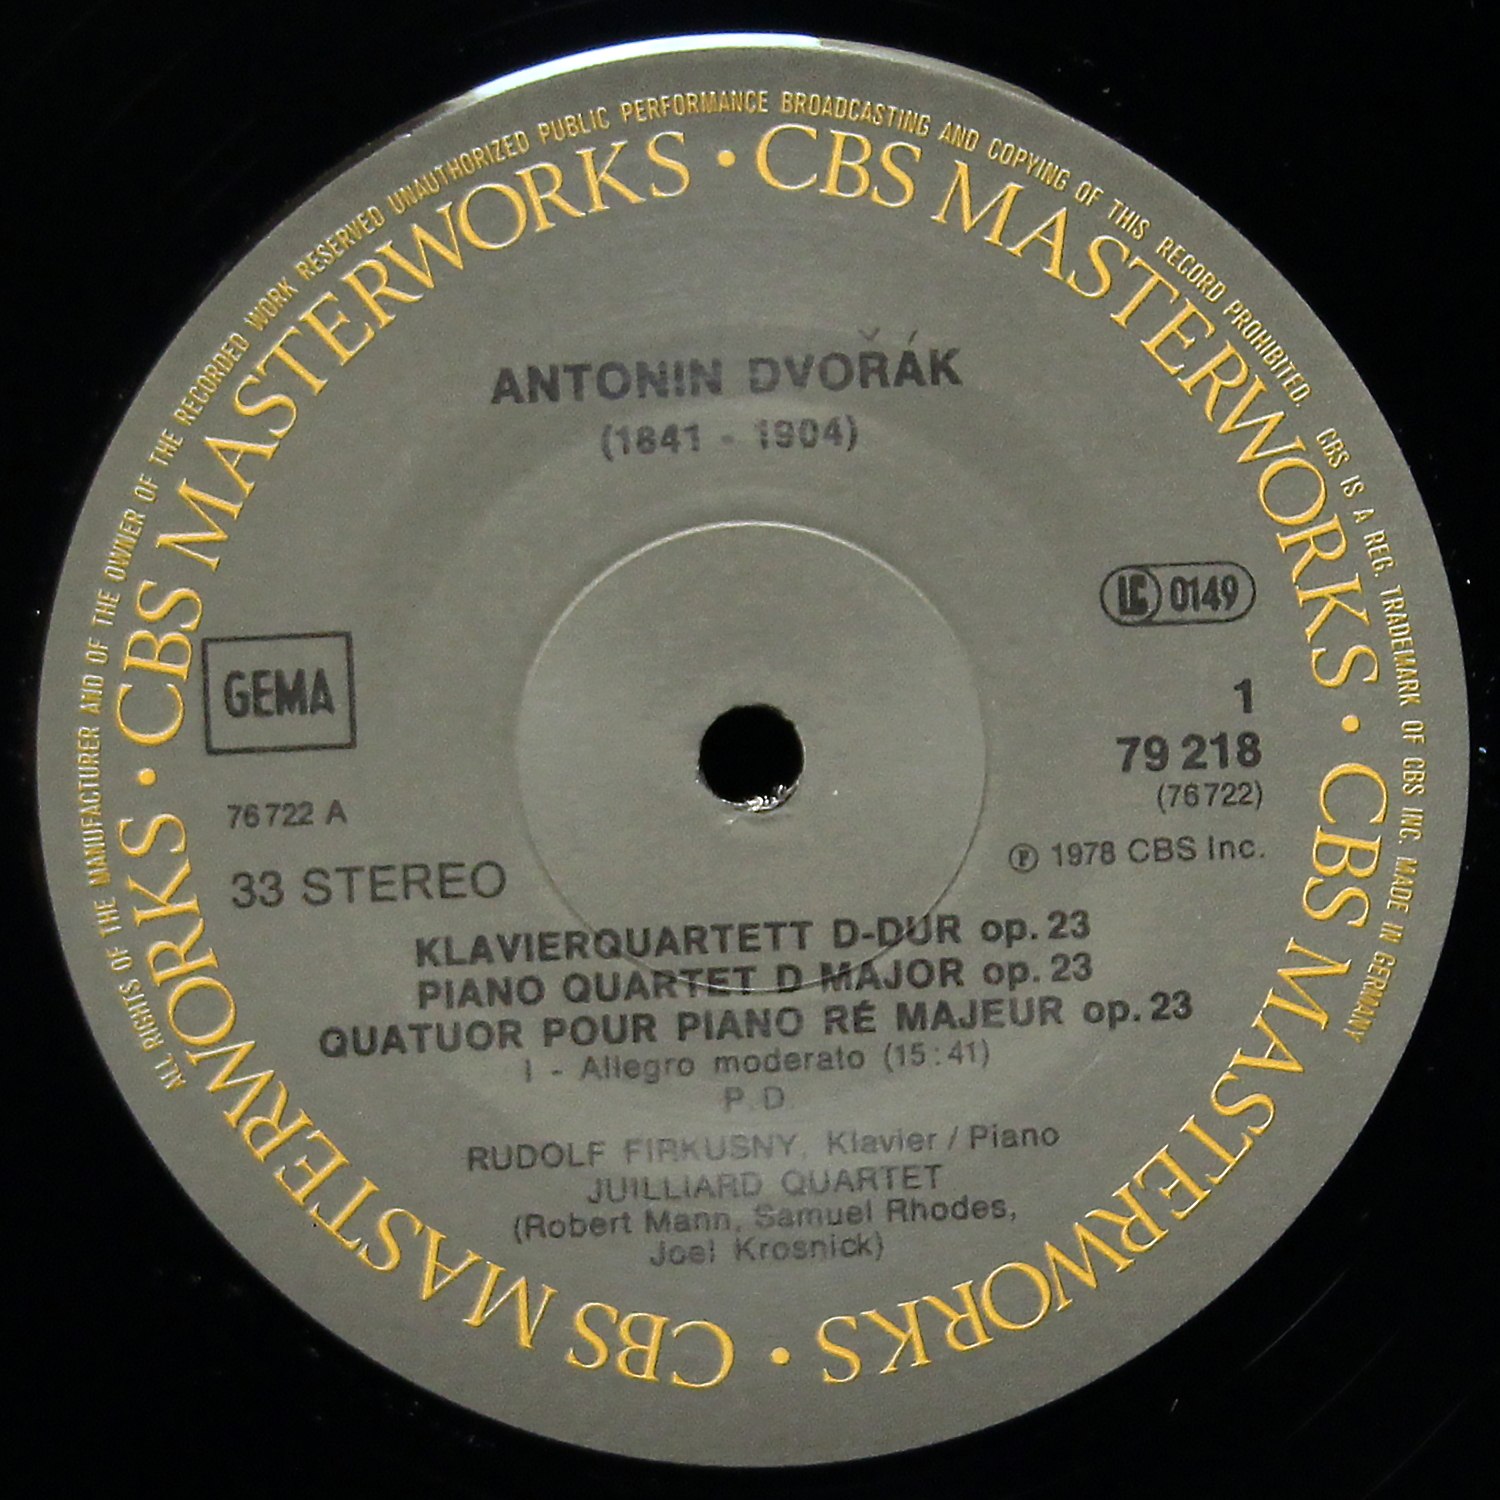 ALL RIGHTS OF THE MANUFACTURER AND OF THE OWNER OF THE RECORDED WORK RESERVED UNAUTHORIZED PUBLIC PERFORMANCE BROADCASTING AND COPYING OF THIS RECORD PROHIBITED. CBS IS A REG. TRADEMARK OF CBS INC. MADE IN GERMANY
CBS MASTERWORKS · CBS MASTERWORKS · CBS MASTERWORKS · CBS MASTERWORKS ·
ANTONIN DVOŘÁK
(1841 - 1904)
LC 0149
GEMA
1
79 218
(76722)
76722 A
℗ 1978 CBS Inc.
33 STEREO
KLAVIERQUARTETT D-DUR op. 23
PIANO QUARTET D MAJOR op. 23
QUATUOR POUR PIANO RÉ MAJEUR op. 23
I - Allegro moderato (15:41)
P.D
RUDOLF FIRKUSNY, Klavier / Piano
JUILLIARD QUARTET
(Robert Mann, Samuel Rhodes,
Joel Krosnick)